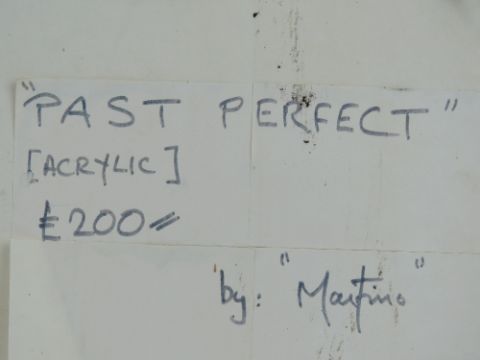 "PAST PERFECT"
[ACRYLIC]
£200//
by: "Martino"